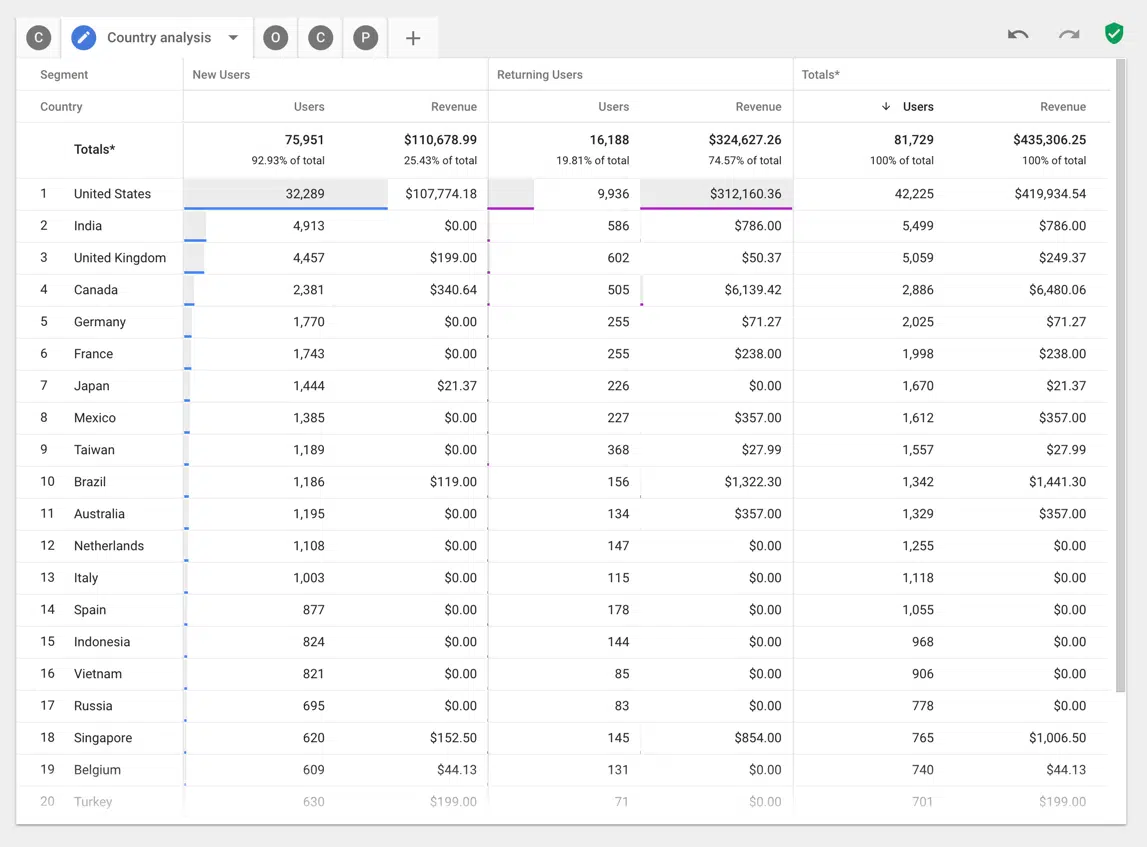 C Country analysis O C P
Segment New Users Returning Users Totals*
Country Users Revenue Users Revenue ↓ Users Revenue
Totals* 75,951 $110,678.99 16,188 $324,627.26 81,729 $435,306.25
92.93% of total 25.43% of total 19.81% of total 74.57% of total 100% of total 100% of total
1 United States 32,289 $107,774.18 9,936 $312,160.36 42,225 $419,934.54
2 India 4,913 $0.00 586 $786.00 5,499 $786.00
3 United Kingdom 4,457 $199.00 602 $50.37 5,059 $249.37
4 Canada 2,381 $340.64 505 $6,139.42 2,886 $6,480.06
5 Germany 1,770 $0.00 255 $71.27 2,025 $71.27
6 France 1,743 $0.00 255 $238.00 1,998 $238.00
7 Japan 1,444 $21.37 226 $0.00 1,670 $21.37
8 Mexico 1,385 $0.00 227 $357.00 1,612 $357.00
9 Taiwan 1,189 $0.00 368 $27.99 1,557 $27.99
10 Brazil 1,186 $119.00 156 $1,322.30 1,342 $1,441.30
11 Australia 1,195 $0.00 134 $357.00 1,329 $357.00
12 Netherlands 1,108 $0.00 147 $0.00 1,255 $0.00
13 Italy 1,003 $0.00 115 $0.00 1,118 $0.00
14 Spain 877 $0.00 178 $0.00 1,055 $0.00
15 Indonesia 824 $0.00 144 $0.00 968 $0.00
16 Vietnam 821 $0.00 85 $0.00 906 $0.00
17 Russia 695 $0.00 83 $0.00 778 $0.00
18 Singapore 620 $152.50 145 $854.00 765 $1,006.50
19 Belgium 609 $44.13 131 $0.00 740 $44.13
20 Turkey 630 $199.00 71 $0.00 701 $199.00